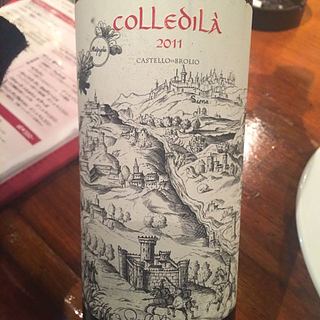 COLLEDILÀ
2011
CASTELLO DI BROLIO
Siena